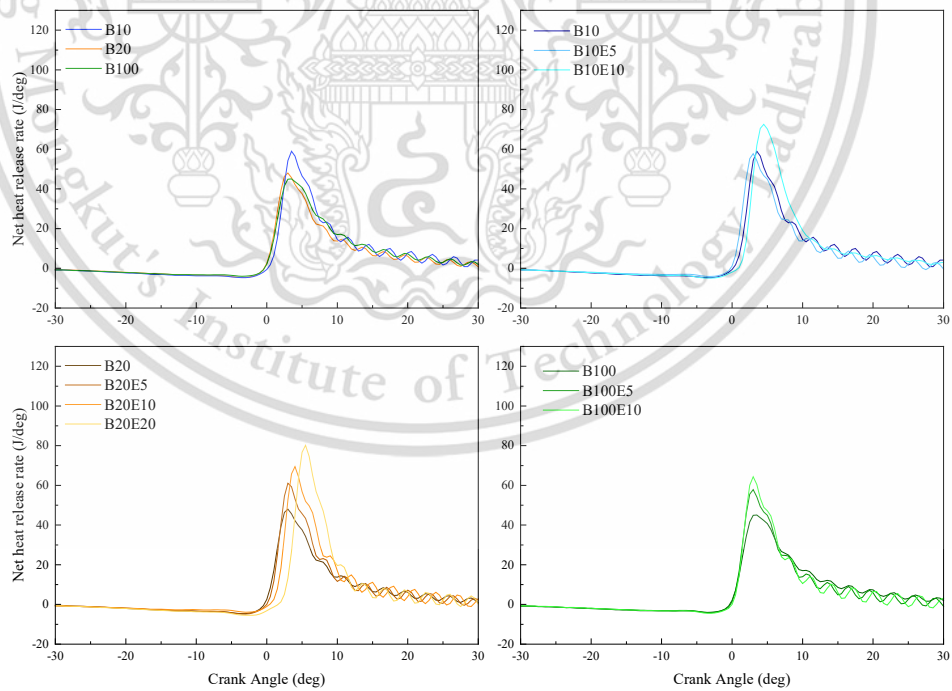 120
100
80
60
40
20
0
-20
Net heat release rate (J/deg)
B10
B20
B100
-30 -20 -10 0 10 20 30
120
100
80
60
40
20
0
-20
B10
B10E5
B10E10
-30 -20 -10 0 10 20 30
120
100
80
60
40
20
0
-20
Net heat release rate (J/deg)
B20
B20E5
B20E10
B20E20
-30 -20 -10 0 10 20 30
Crank Angle (deg)
120
100
80
60
40
20
0
-20
B100
B100E5
B100E10
-30 -20 -10 0 10 20 30
Crank Angle (deg)
Institute of Technology